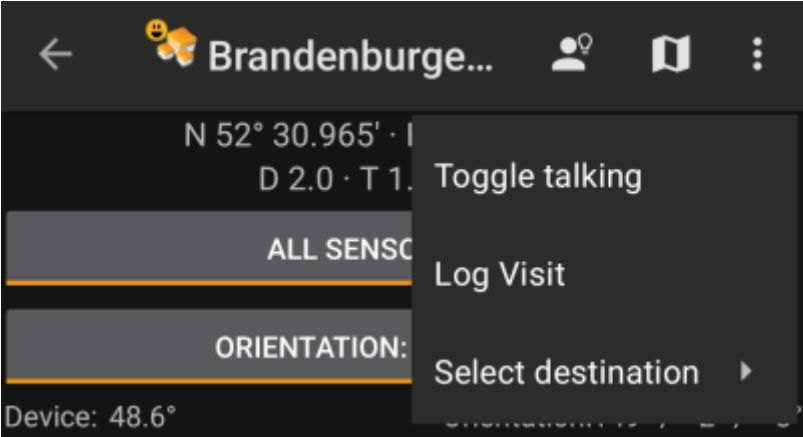 Brandenburge...
N 52° 30.965' ·
D 2.0 · T 1.
Toggle talking
ALL SENSO
Log Visit
ORIENTATION:
Select destination
Device: 48.6°